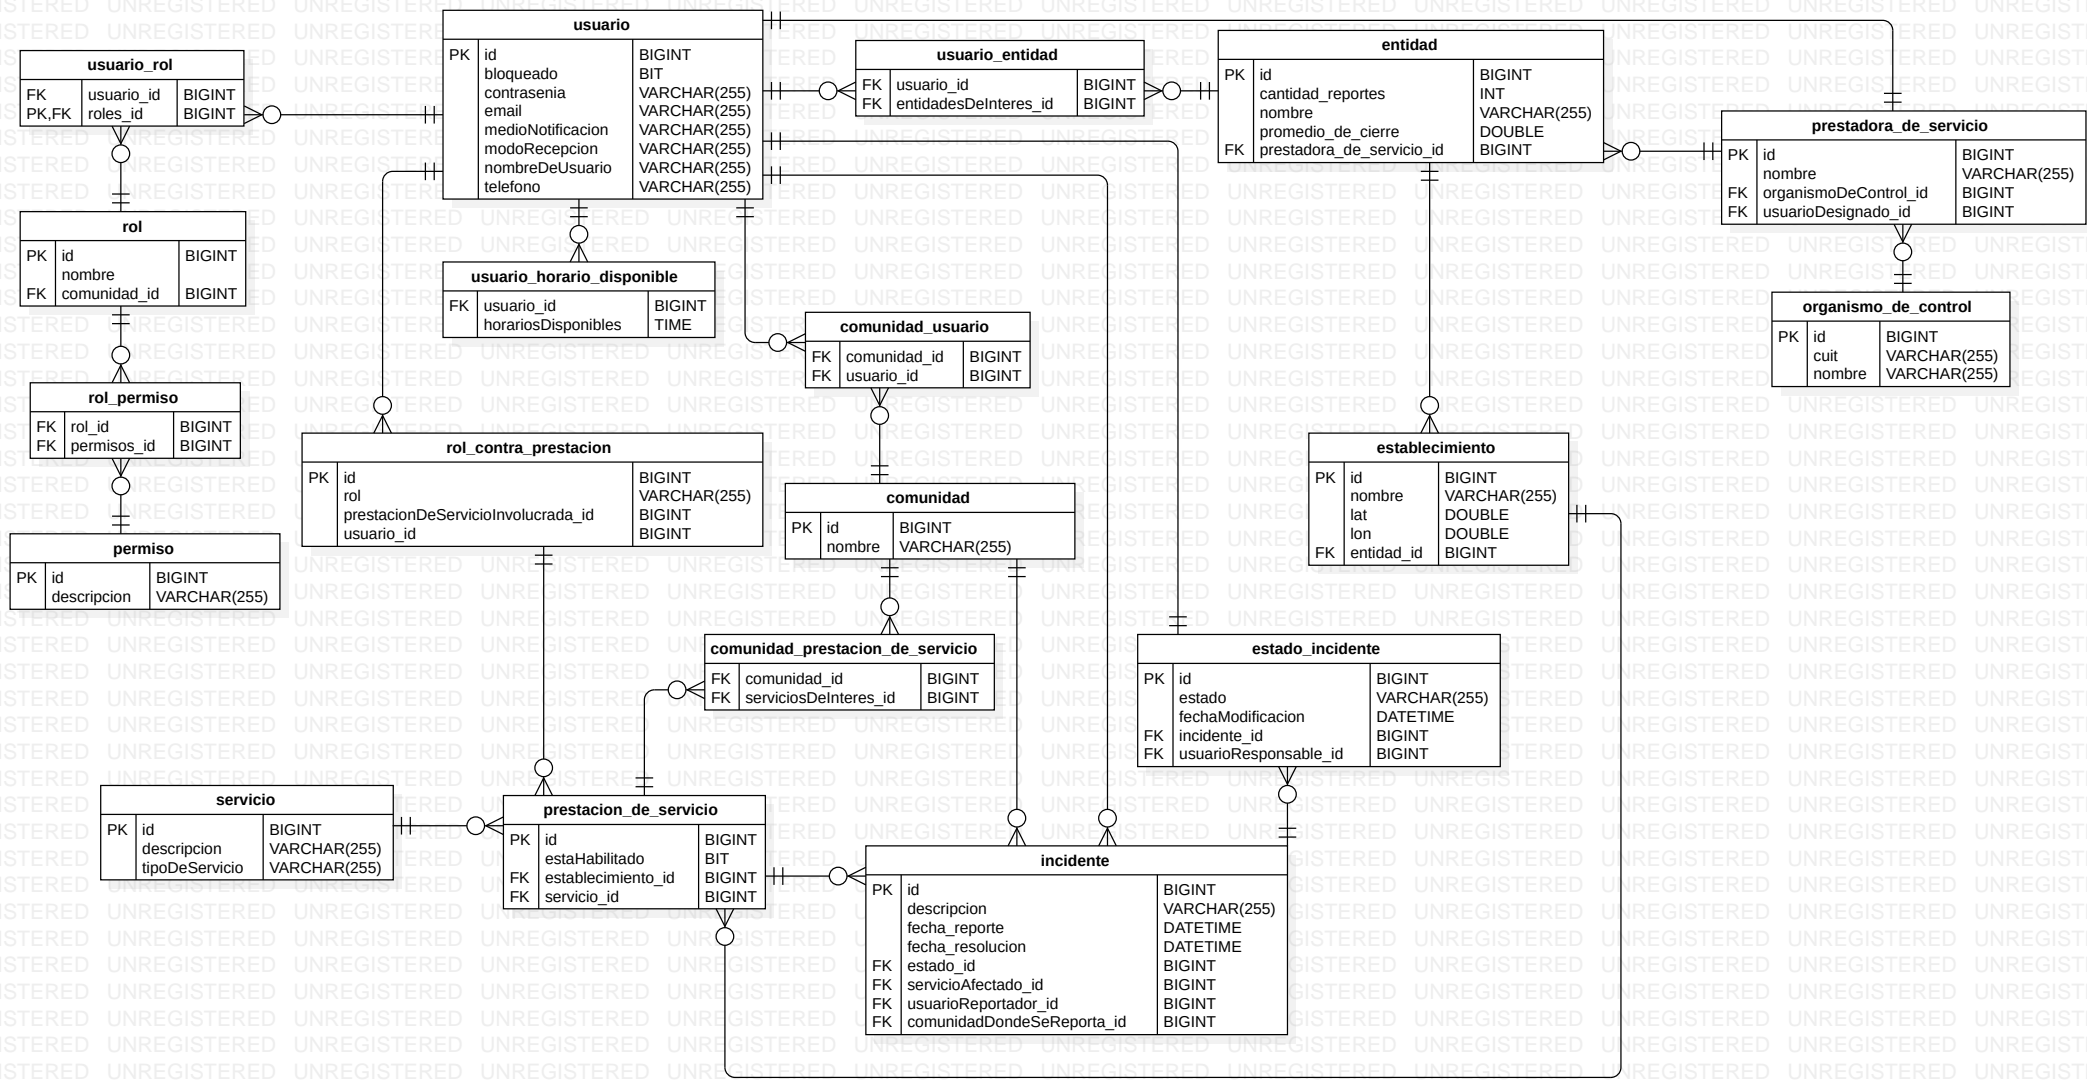 usuario
PK id BIGINT
bloqueado BIT
contrasenia VARCHAR(255)
email VARCHAR(255)
medioNotificacion VARCHAR(255)
modoRecepcion VARCHAR(255)
nombreDeUsuario VARCHAR(255)
telefono VARCHAR(255)
usuario_entidad
FK usuario_id BIGINT
FK entidadesDeInteres_id BIGINT
entidad
PK id BIGINT
cantidad_reportes INT
nombre VARCHAR(255)
promedio_de_cierre DOUBLE
FK prestadora_de_servicio_id BIGINT
usuario_rol
FK usuario_id BIGINT
PK,FK roles_id BIGINT
prestadora_de_servicio
PK id BIGINT
nombre VARCHAR(255)
FK organismoDeControl_id BIGINT
FK usuarioDesignado_id BIGINT
rol
PK id BIGINT
nombre
FK comunidad_id BIGINT
usuario_horario_disponible
FK usuario_id BIGINT
horariosDisponibles TIME
organismo_de_control
PK id BIGINT
cuit VARCHAR(255)
nombre VARCHAR(255)
comunidad_usuario
FK comunidad_id BIGINT
FK usuario_id BIGINT
rol_permiso
FK rol_id BIGINT
FK permisos_id BIGINT
rol_contra_prestacion
PK id BIGINT
rol VARCHAR(255)
prestacionDeServicioInvolucrada_id BIGINT
usuario_id BIGINT
establecimiento
PK id BIGINT
nombre VARCHAR(255)
lat DOUBLE
lon DOUBLE
FK entidad_id BIGINT
comunidad
PK id BIGINT
nombre VARCHAR(255)
permiso
PK id BIGINT
descripcion VARCHAR(255)
comunidad_prestacion_de_servicio
FK comunidad_id BIGINT
FK serviciosDeInteres_id BIGINT
estado_incidente
PK id BIGINT
estado VARCHAR(255)
fechaModificacion DATETIME
FK incidente_id BIGINT
FK usuarioResponsable_id BIGINT
servicio
PK id BIGINT
descripcion VARCHAR(255)
tipoDeServicio VARCHAR(255)
prestacion_de_servicio
PK id BIGINT
estaHabilitado BIT
FK establecimiento_id BIGINT
FK servicio_id BIGINT
incidente
PK id BIGINT
descripcion VARCHAR(255)
fecha_reporte DATETIME
fecha_resolucion DATETIME
FK estado_id BIGINT
FK servicioAfectado_id BIGINT
FK usuarioReportador_id BIGINT
FK comunidadDondeSeReporta_id BIGINT
UNREGISTERED